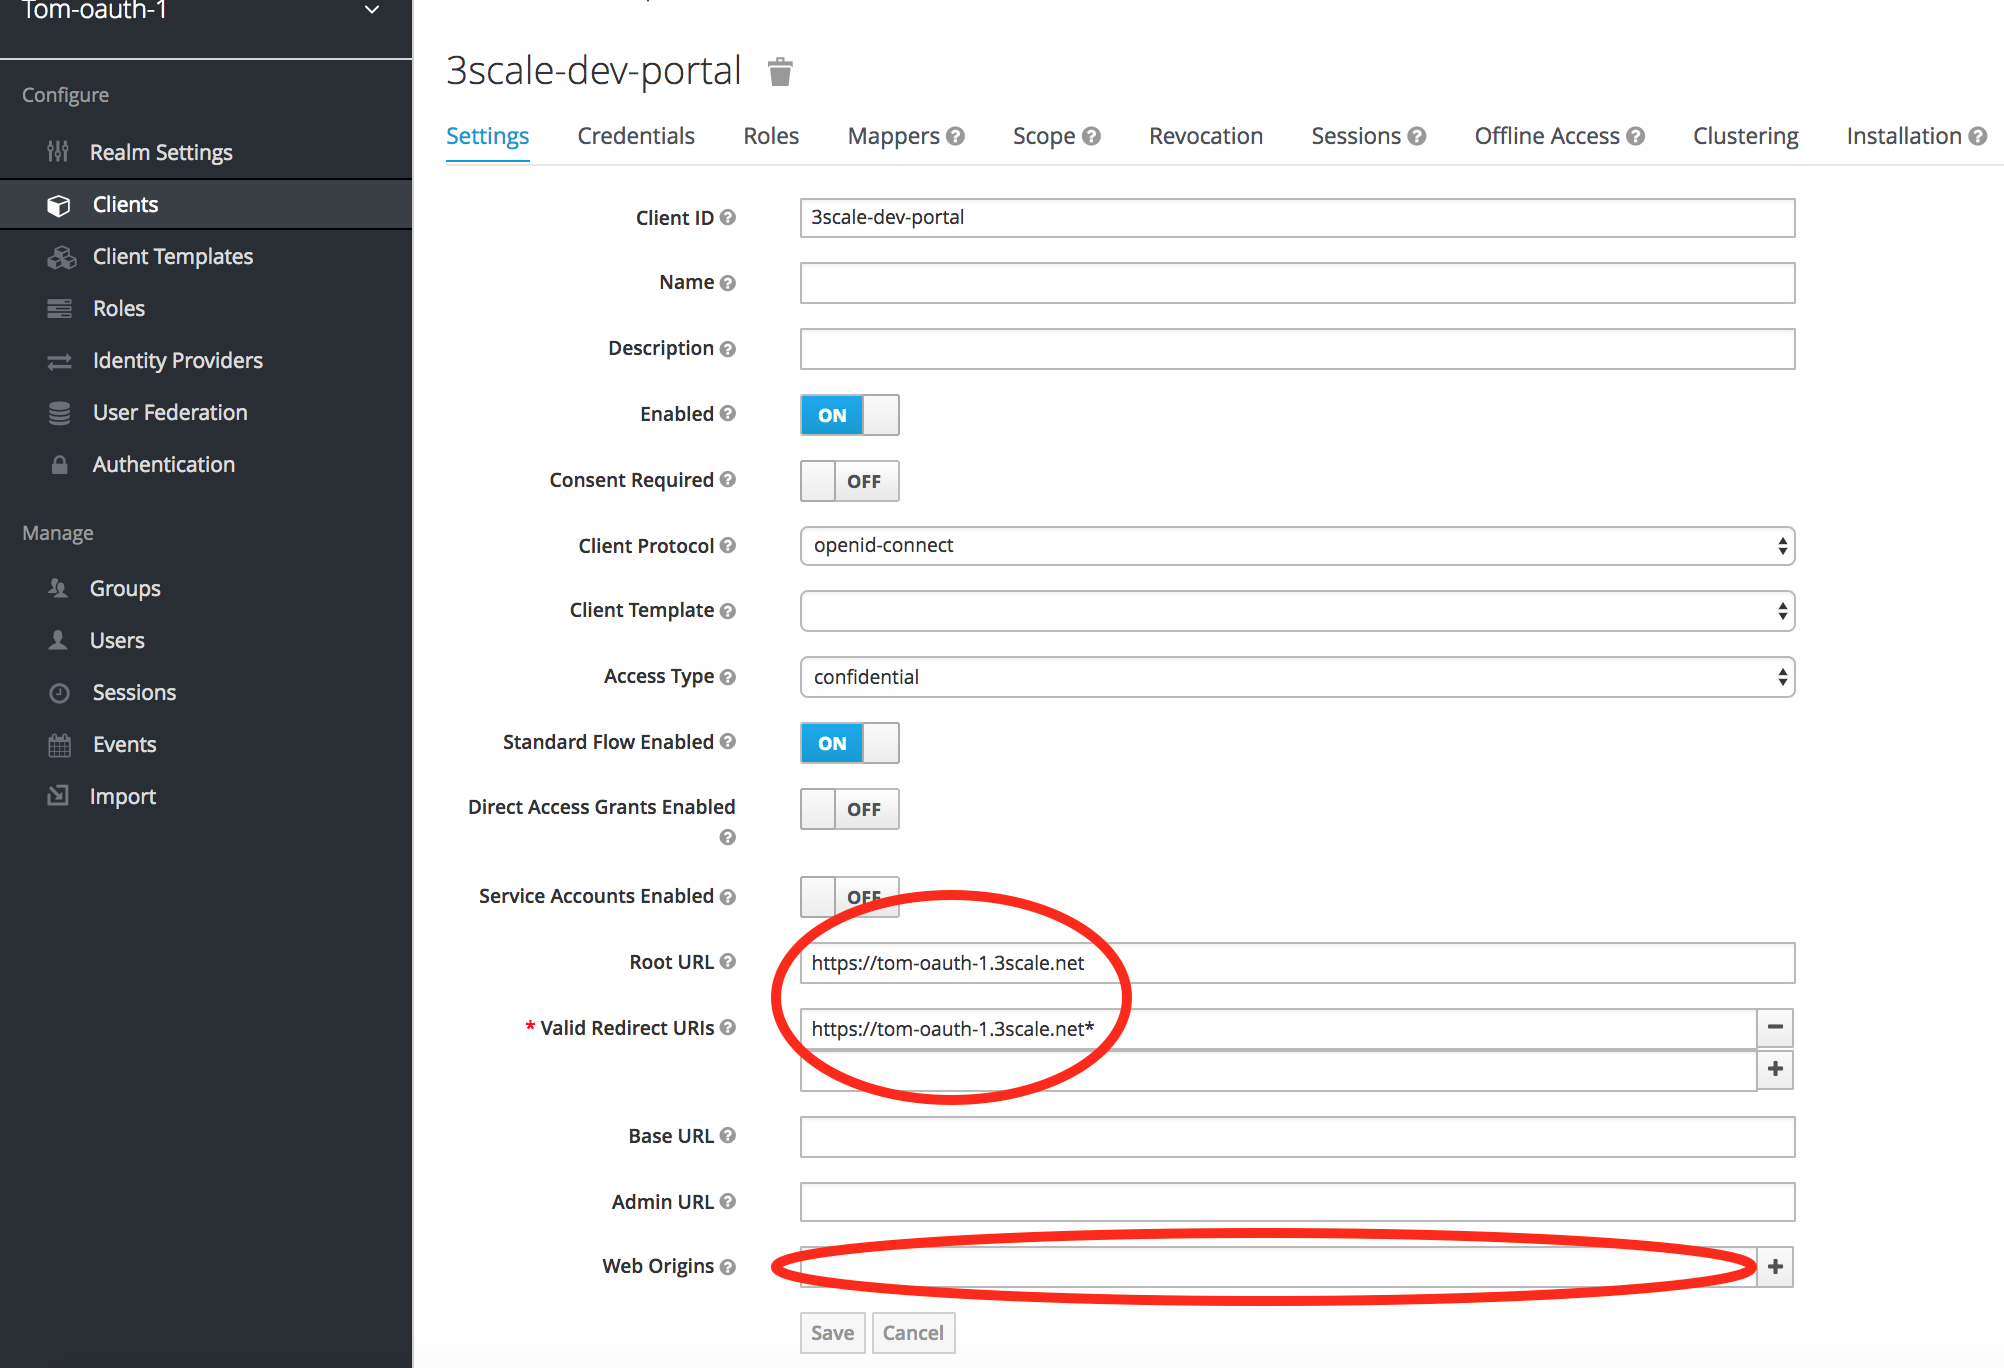 Tom-oauth-1
Configure
Realm Settings
Clients
Client Templates
Roles
Identity Providers
User Federation
Authentication
Manage
Groups
Users
Sessions
Events
Import
3scale-dev-portal
Settings Credentials Roles Mappers Scope Revocation Sessions Offline Access Clustering Installation
Client ID 3scale-dev-portal
Name
Description
Enabled ON
Consent Required OFF
Client Protocol openid-connect
Client Template
Access Type confidential
Standard Flow Enabled ON
Direct Access Grants Enabled OFF
Service Accounts Enabled OFF
Root URL https://tom-oauth-1.3scale.net
* Valid Redirect URIs https://tom-oauth-1.3scale.net*
Base URL
Admin URL
Web Origins
Save Cancel